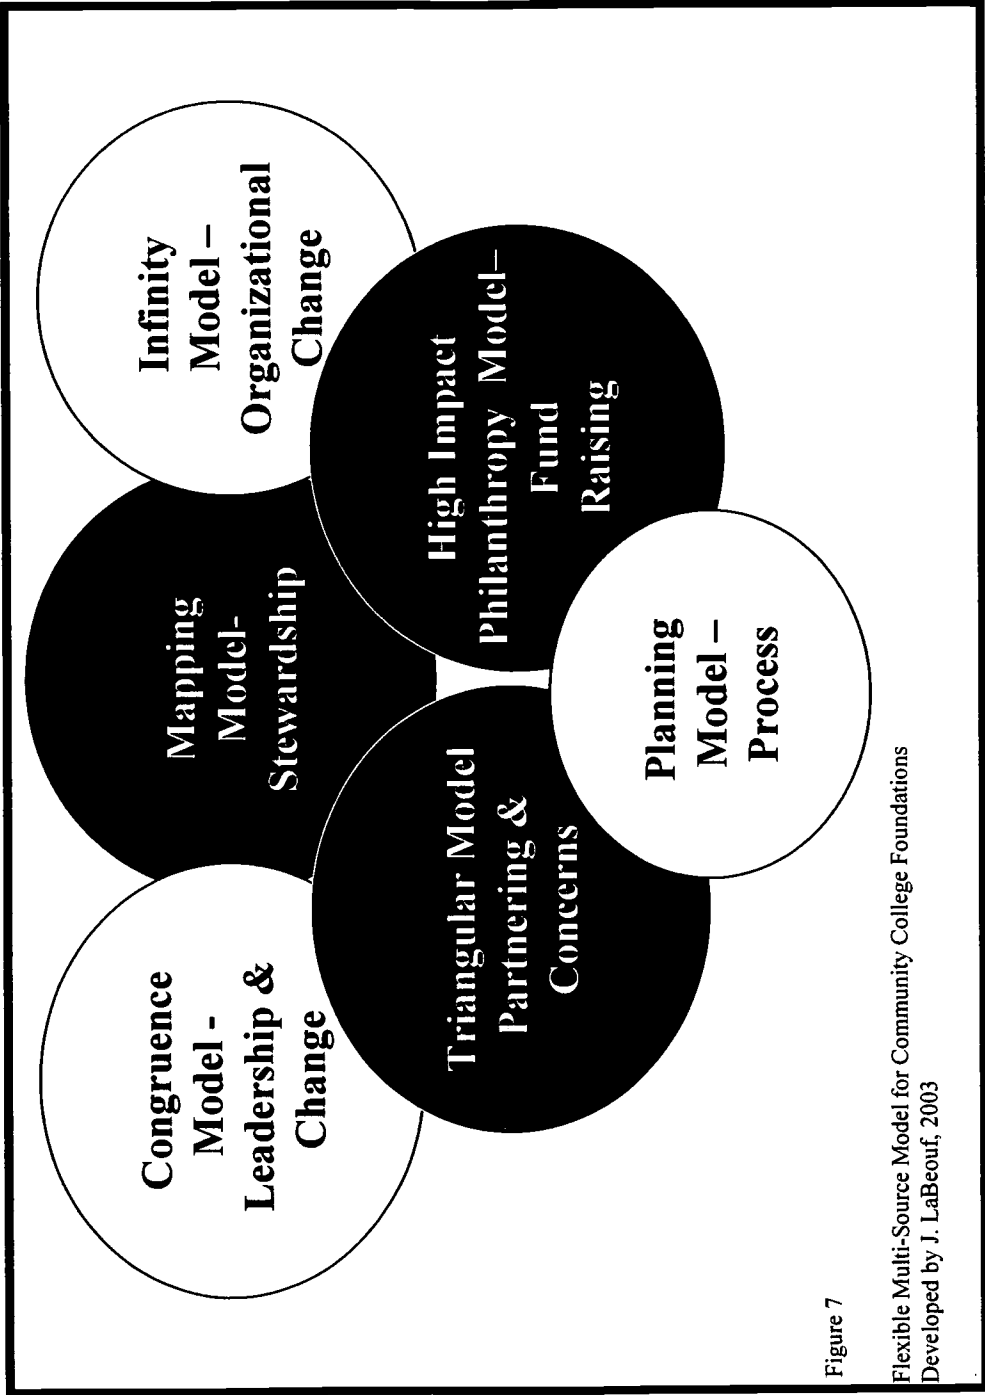 Congruence
Model -
Leadership &
Change
Mapping
Model-
Stewardship
Infinity
Model –
Organizational
Change
Triangular Model
Partnering &
Concerns
High Impact
Philanthropy Model–
Fund
Raising
Planning
Model –
Process
Figure 7
Flexible Multi-Source Model for Community College Foundations
Developed by J. LaBeouf, 2003